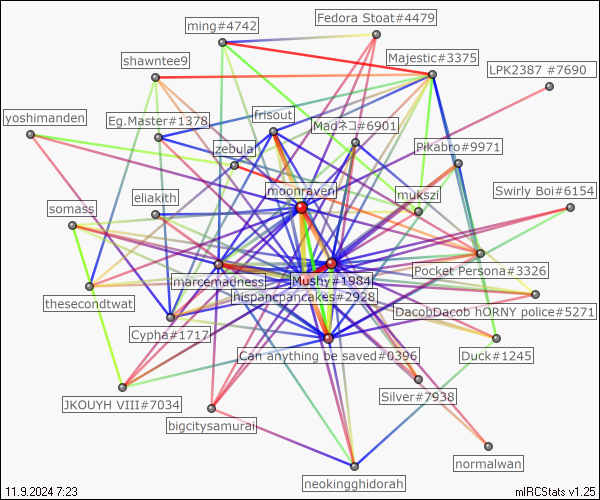 Fedora Stoat#4479
ming#4742
Majestic#3375
shawntee9
LPK2387 #7690
yoshimanden
Eg.Master#1378
frisout
Madネコ#6901
zebula
Pikabro#9971
moonraven
Swirly Boi#6154
eliakith
mukszi
somass
Pocket Persona#3326
marcemadness
Mushy#1984
hispancpancakes#2928
thesecondtwat
DacobDacob hORNY police#5271
Cypha#1717
Can anything be saved#0396
Duck#1245
Silver#7938
JKOUYH VIII#7034
bigcitysamurai
normalwan
neokingghidorah
11.9.2024 7:23
mIRCStats v1.25